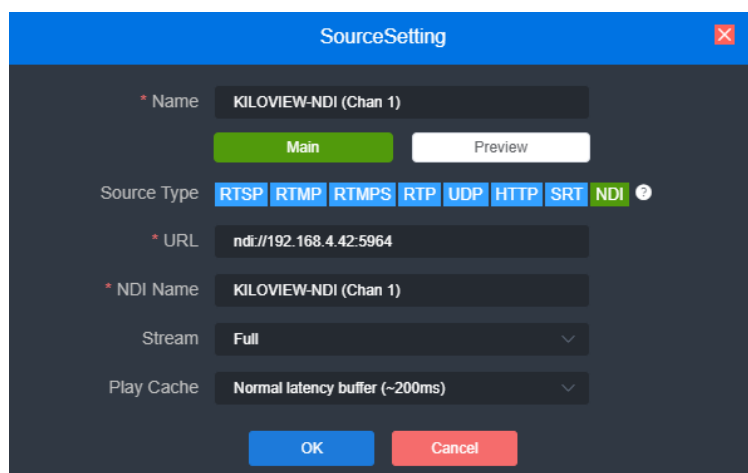 SourceSetting
* Name KILOVIEW-NDI (Chan 1)
Main Preview
Source Type RTSP RTMP RTMPS RTP UDP HTTP SRT NDI ?
* URL ndi://192.168.4.42:5964
* NDI Name KILOVIEW-NDI (Chan 1)
Stream Full
Play Cache Normal latency buffer (~200ms)
OK Cancel